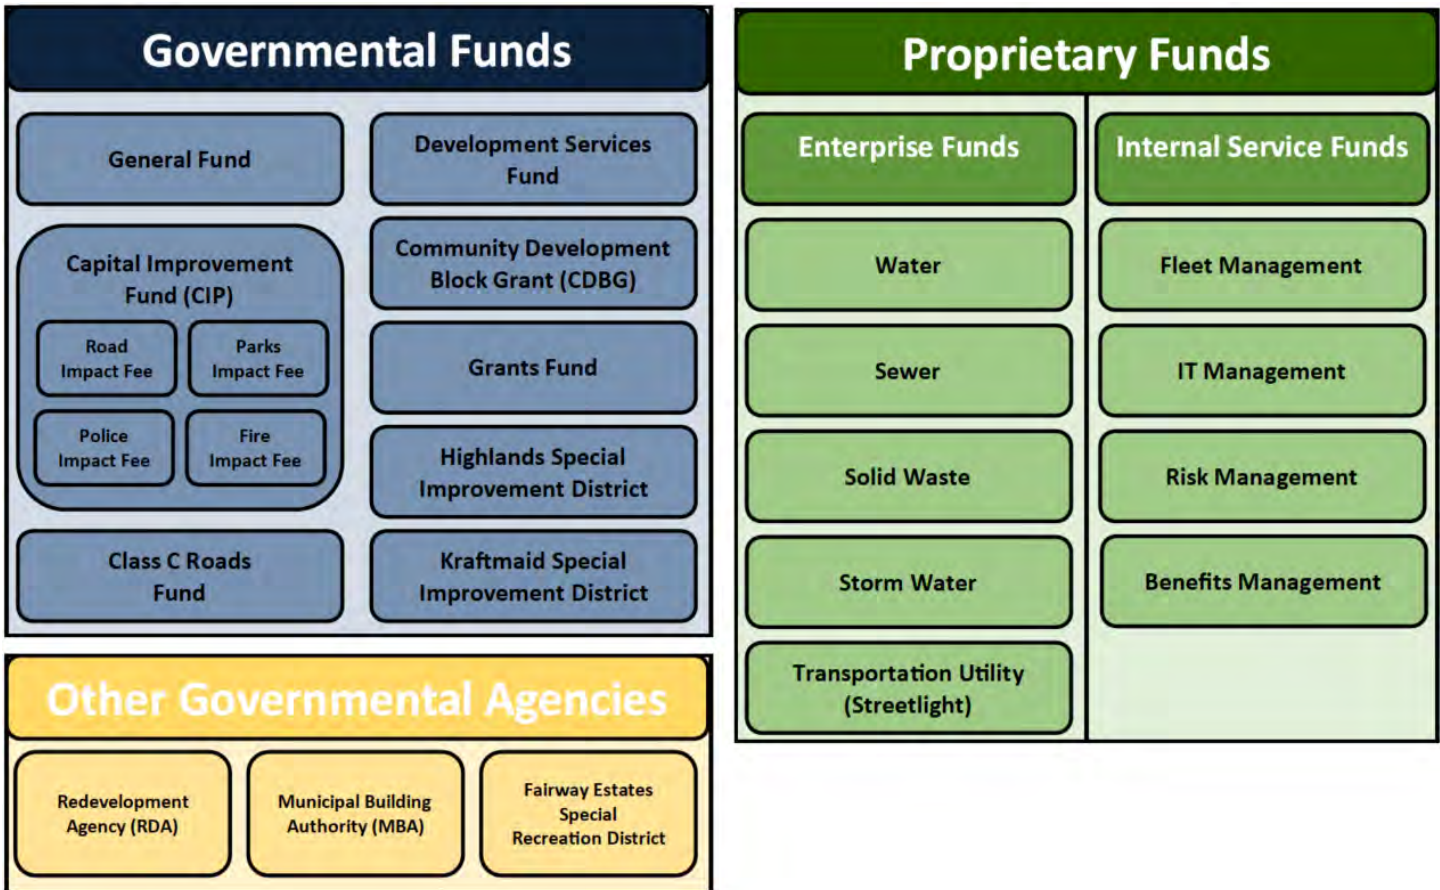 Governmental Funds
General Fund
Development Services
Fund
Capital Improvement
Fund (CIP)
Road
Impact Fee
Parks
Impact Fee
Police
Impact Fee
Fire
Impact Fee
Community Development
Block Grant (CDBG)
Grants Fund
Highlands Special
Improvement District
Class C Roads
Fund
Kraftmaid Special
Improvement District
Other Governmental Agencies
Redevelopment
Agency (RDA)
Municipal Building
Authority (MBA)
Fairway Estates
Special
Recreation District
Proprietary Funds
Enterprise Funds
Water
Sewer
Solid Waste
Storm Water
Transportation Utility
(Streetlight)
Internal Service Funds
Fleet Management
IT Management
Risk Management
Benefits Management